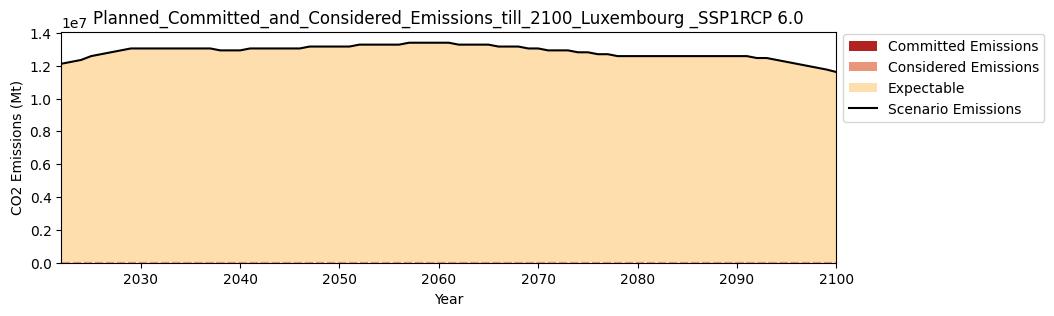 Planned_Committed_and_Considered_Emissions_till_2100_Luxembourg _SSP1RCP 6.0
1e7
1.4
1.2
1.0
0.8
0.6
0.4
0.2
0.0
CO2 Emissions (Mt)
2030
2040
2050
2060
2070
2080
2090
2100
Year
Committed Emissions
Considered Emissions
Expectable
Scenario Emissions